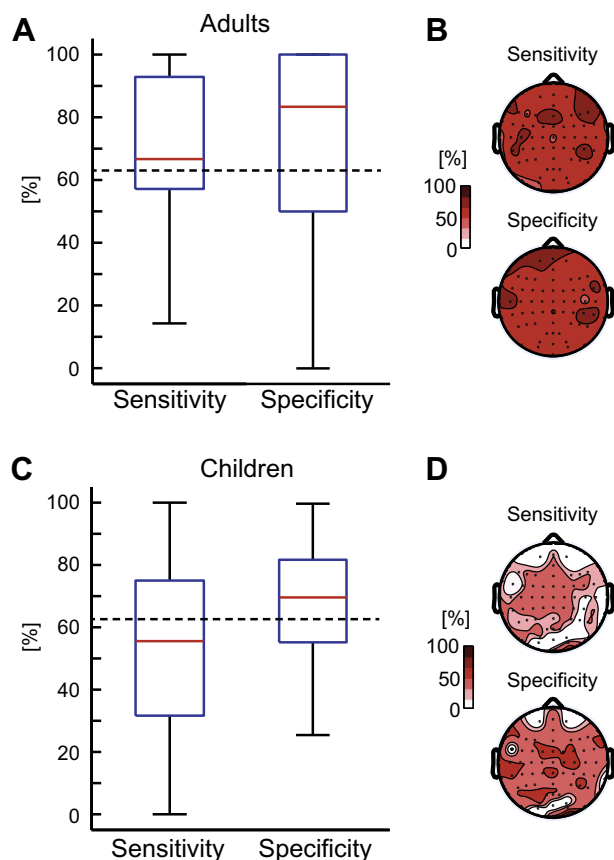 A
Adults
[%]
100
80
60
40
20
0
Sensitivity Specificity
B
Sensitivity
[%]
100
50
0
Specificity
C
Children
[%]
100
80
60
40
20
0
Sensitivity Specificity
D
Sensitivity
[%]
100
50
0
Specificity